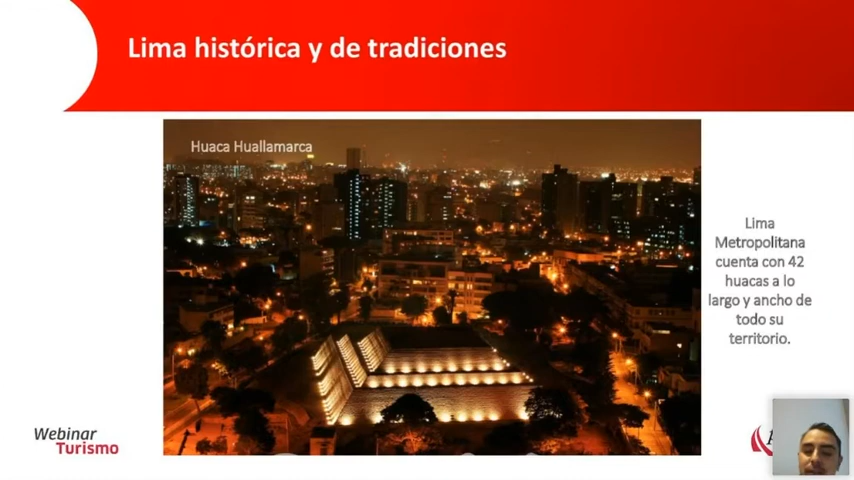 Lima histórica y de tradiciones
Huaca Huallamarca
Lima
Metropolitana
cuenta con 42
huacas a lo
largo y ancho de
todo su
territorio.
Webinar
Turismo